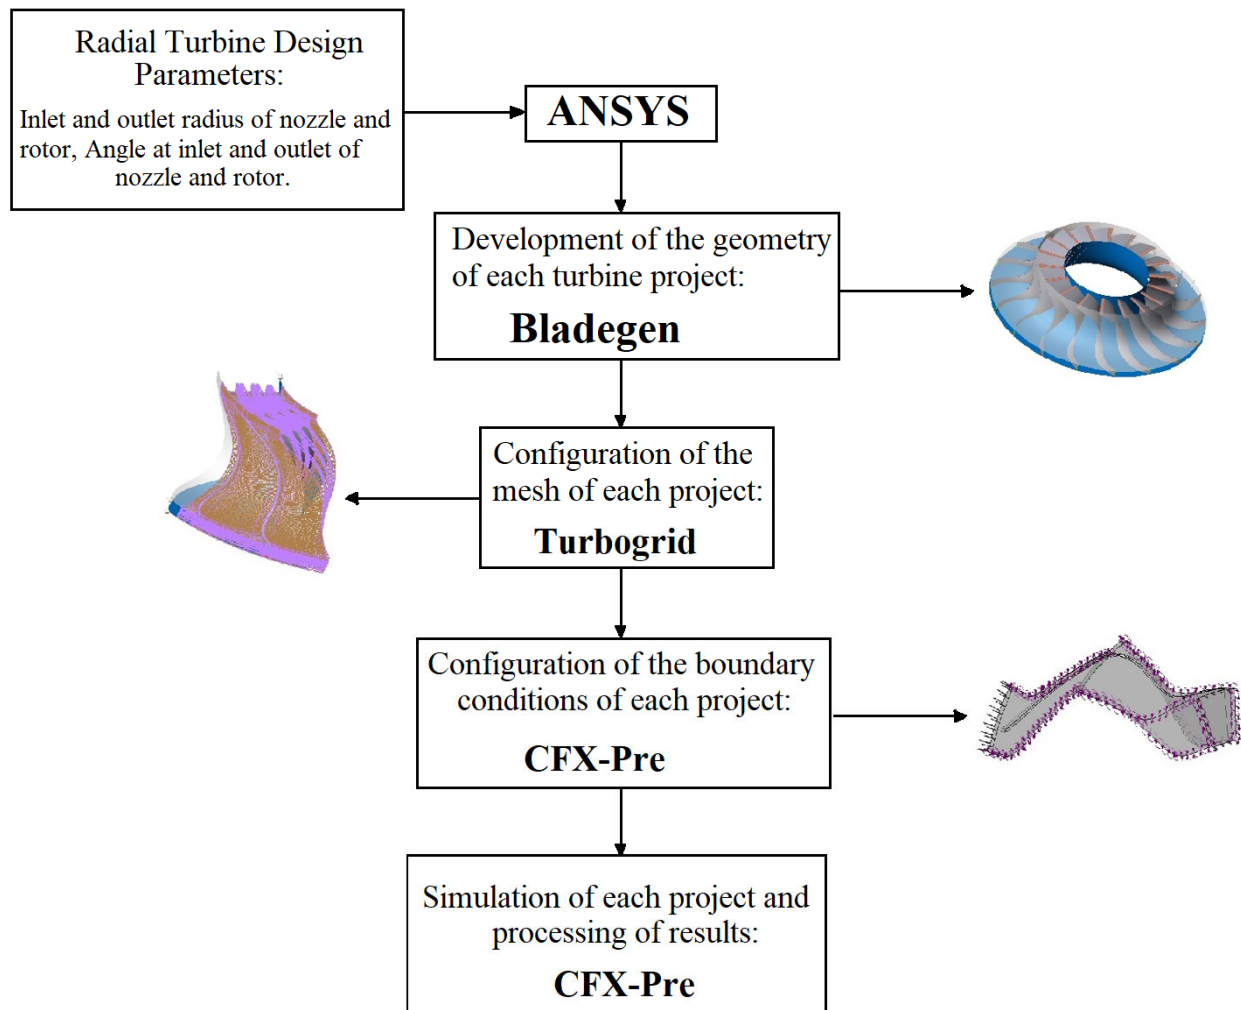 Radial Turbine Design
Parameters:
Inlet and outlet radius of nozzle and
rotor, Angle at inlet and outlet of
nozzle and rotor.
ANSYS
Development of the geometry
of each turbine project:
Bladegen
Configuration of the
mesh of each project:
Turbogrid
Configuration of the boundary
conditions of each project:
CFX-Pre
Simulation of each project and
processing of results:
CFX-Pre